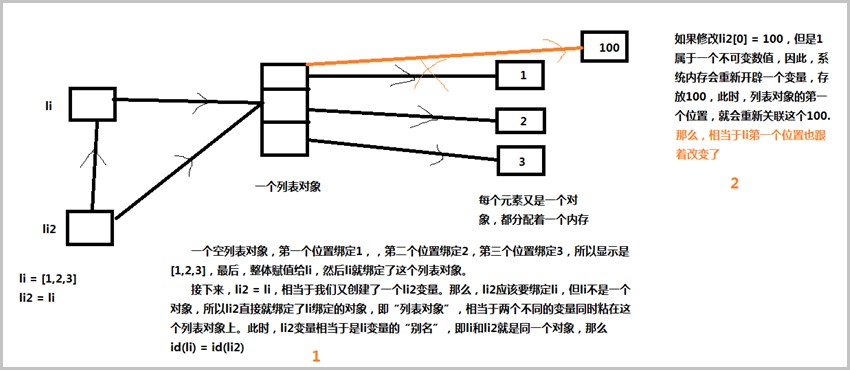 100
如果修改li2[0] = 100，但是1
属于一个不可变数值，因此，系
统内存会重新开辟一个变量，存
放100，此时，列表对象的第一
个位置，就会重新关联这个100.
那么，相当于li第一个位置也跟
着改变了
2
1
li
2
3
一个列表对象
每个元素又是一个对
象，都分配着一个内存
li2
li = [1,2,3]
li2 = li
一个空列表对象，第一个位置绑定1，，第二个位置绑定2，第三个位置绑定3，所以显示是
[1,2,3]，最后，整体赋值给li，然后li就绑定了这个列表对象。
接下来，li2 = li，相当于我们又创建了一个li2变量。那么，li2应该要绑定li，但li不是一个
对象，所以li2直接就绑定了li绑定的对象，即“列表对象”，相当于两个不同的变量同时粘在这
个列表对象上。此时，li2变量相当于是li变量的“别名”，即li和li2就是同一个对象，那么
id(li) = id(li2)
1